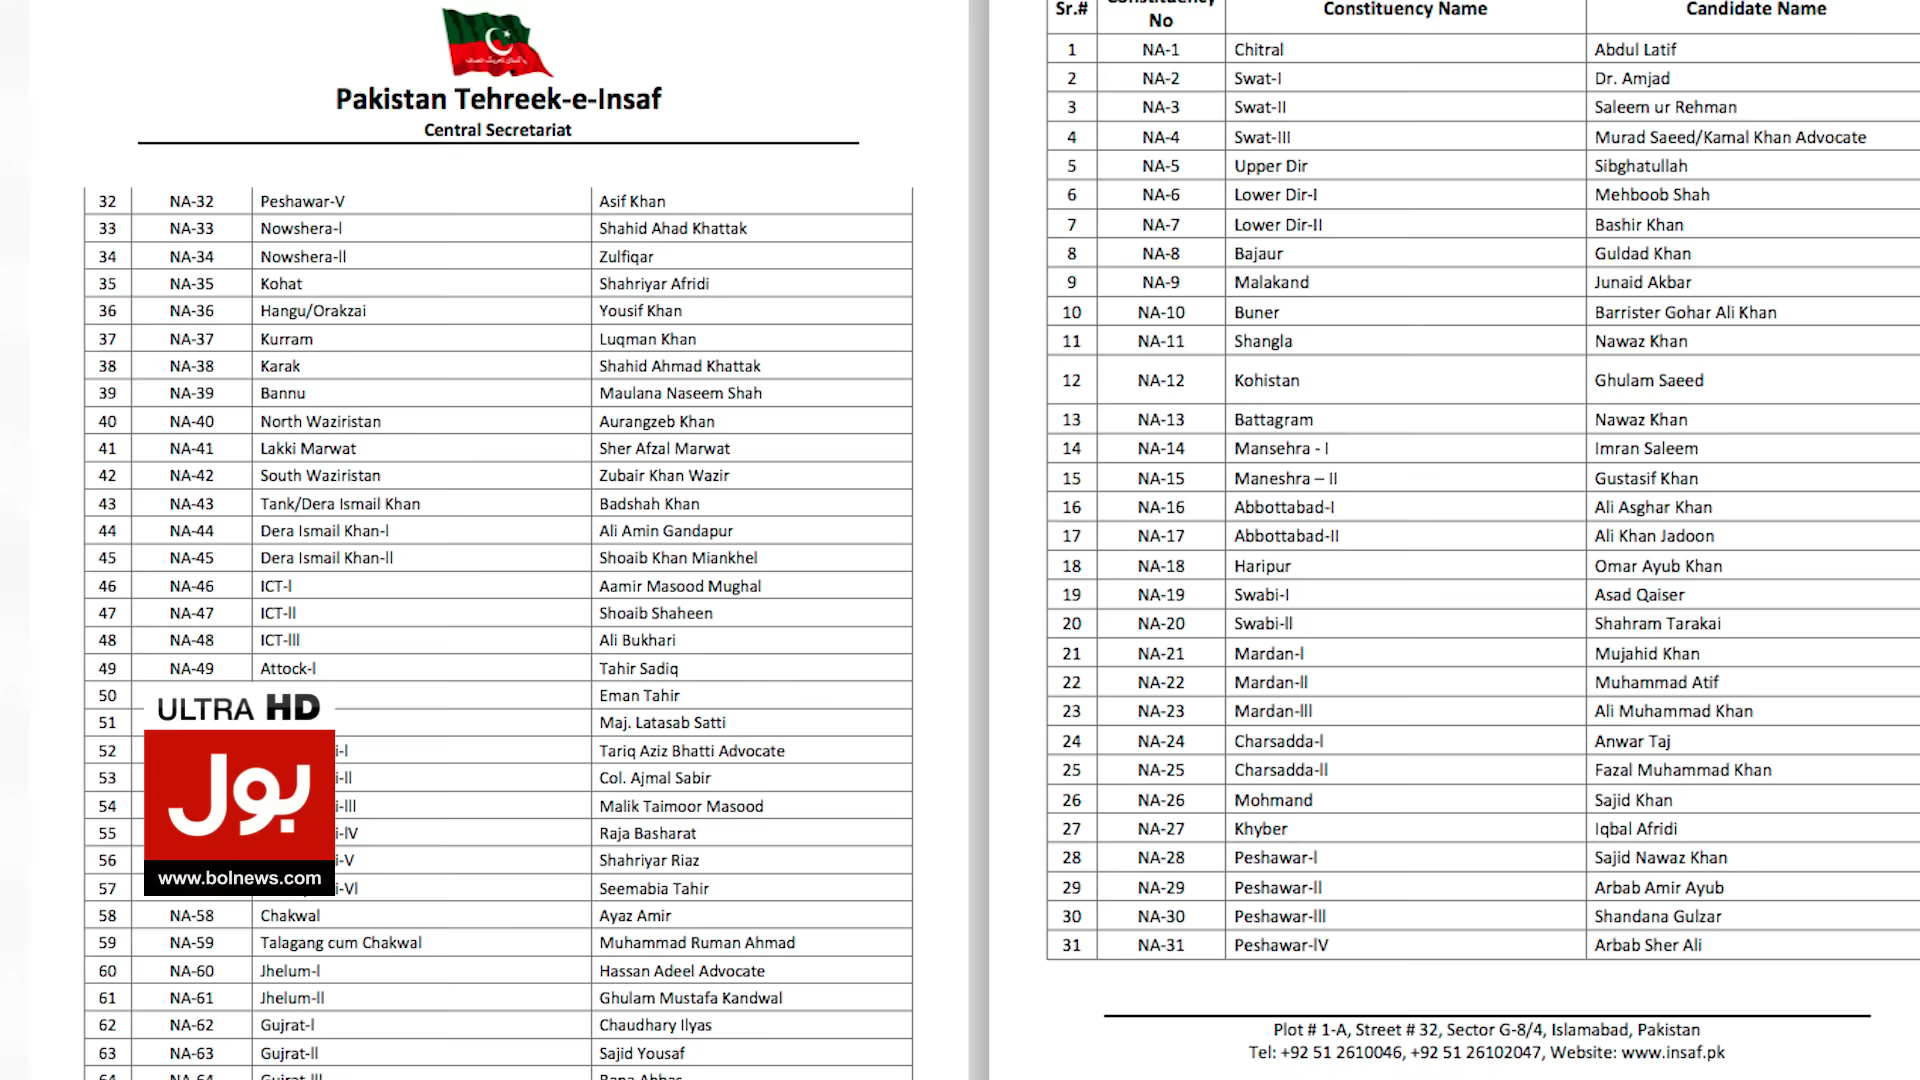 Pakistan Tehreek-e-Insaf
Central Secretariat
32 NA-32 Peshawar-V Asif Khan
33 NA-33 Nowshera-I Shahid Ahad Khattak
34 NA-34 Nowshera-II Zulfiqar
35 NA-35 Kohat Shahriyar Afridi
36 NA-36 Hangu/Orakzai Yousif Khan
37 NA-37 Kurram Luqman Khan
38 NA-38 Karak Shahid Ahmad Khattak
39 NA-39 Bannu Maulana Naseem Shah
40 NA-40 North Waziristan Aurangzeb Khan
41 NA-41 Lakki Marwat Sher Afzal Marwat
42 NA-42 South Waziristan Zubair Khan Wazir
43 NA-43 Tank/Dera Ismail Khan Badshah Khan
44 NA-44 Dera Ismail Khan-I Ali Amin Gandapur
45 NA-45 Dera Ismail Khan-II Shoaib Khan Miankhel
46 NA-46 ICT-I Aamir Masood Mughal
47 NA-47 ICT-II Shoaib Shaheen
48 NA-48 ICT-III Ali Bukhari
49 NA-49 Attock-I Tahir Sadiq
50 Eman Tahir
51 Maj. Latasab Satti
52 i-I Tariq Aziz Bhatti Advocate
53 i-II Col. Ajmal Sabir
54 i-III Malik Taimoor Masood
55 i-IV Raja Basharat
56 i-V Shahriyar Riaz
57 i-VI Seemabia Tahir
58 NA-58 Chakwal Ayaz Amir
59 NA-59 Talagang cum Chakwal Muhammad Ruman Ahmad
60 NA-60 Jhelum-I Hassan Adeel Advocate
61 NA-61 Jhelum-II Ghulam Mustafa Kandwal
62 NA-62 Gujrat-I Chaudhary Ilyas
63 NA-63 Gujrat-II Sajid Yousaf
64 NA-64 Gujrat-III Rana Abbas
ULTRA HD
بول
www.bolnews.com
Sr.# Constituency No Constituency Name Candidate Name
1 NA-1 Chitral Abdul Latif
2 NA-2 Swat-I Dr. Amjad
3 NA-3 Swat-II Saleem ur Rehman
4 NA-4 Swat-III Murad Saeed/Kamal Khan Advocate
5 NA-5 Upper Dir Sibghatullah
6 NA-6 Lower Dir-I Mehboob Shah
7 NA-7 Lower Dir-II Bashir Khan
8 NA-8 Bajaur Guldad Khan
9 NA-9 Malakand Junaid Akbar
10 NA-10 Buner Barrister Gohar Ali Khan
11 NA-11 Shangla Nawaz Khan
12 NA-12 Kohistan Ghulam Saeed
13 NA-13 Battagram Nawaz Khan
14 NA-14 Mansehra - I Imran Saleem
15 NA-15 Maneshra – II Gustasif Khan
16 NA-16 Abbottabad-I Ali Asghar Khan
17 NA-17 Abbottabad-II Ali Khan Jadoon
18 NA-18 Haripur Omar Ayub Khan
19 NA-19 Swabi-I Asad Qaiser
20 NA-20 Swabi-II Shahram Tarakai
21 NA-21 Mardan-I Mujahid Khan
22 NA-22 Mardan-II Muhammad Atif
23 NA-23 Mardan-III Ali Muhammad Khan
24 NA-24 Charsadda-I Anwar Taj
25 NA-25 Charsadda-II Fazal Muhammad Khan
26 NA-26 Mohmand Sajid Khan
27 NA-27 Khyber Iqbal Afridi
28 NA-28 Peshawar-I Sajid Nawaz Khan
29 NA-29 Peshawar-II Arbab Amir Ayub
30 NA-30 Peshawar-III Shandana Gulzar
31 NA-31 Peshawar-IV Arbab Sher Ali
Plot # 1-A, Street # 32, Sector G-8/4, Islamabad, Pakistan
Tel: +92 51 2610046, +92 51 26102047, Website: www.insaf.pk